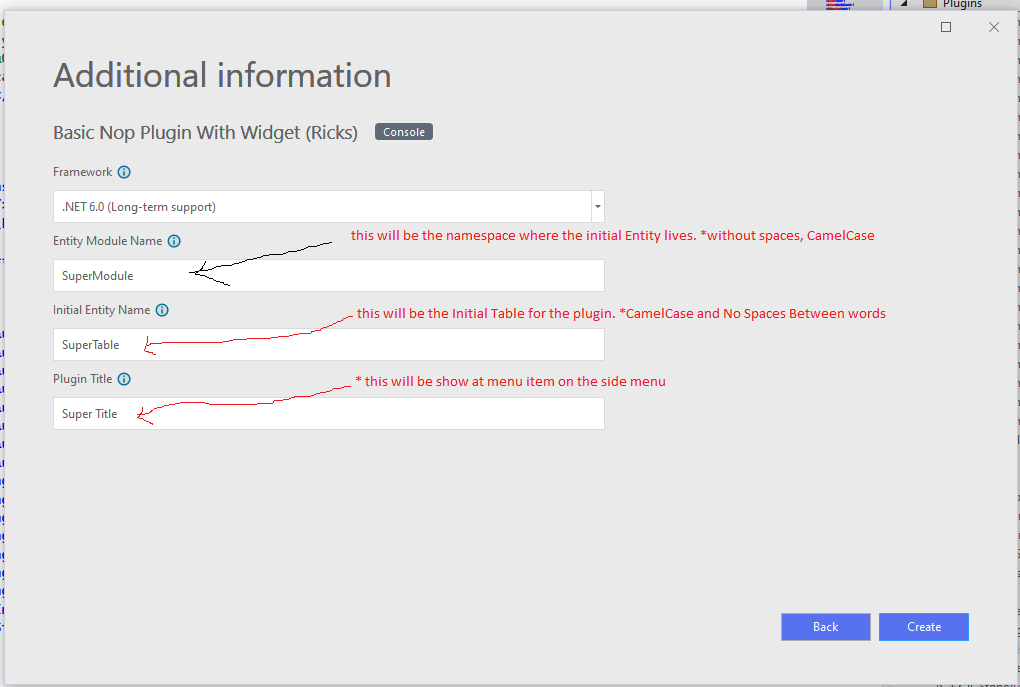 Plugins
Additional information
Basic Nop Plugin With Widget (Ricks) Console
Framework
.NET 6.0 (Long-term support)
Entity Module Name
this will be the namespace where the initial Entity lives. *without spaces, CamelCase
SuperModule
Initial Entity Name
this will be the Initial Table for the plugin. *CamelCase and No Spaces Between words
SuperTable
Plugin Title
* this will be show at menu item on the side menu
Super Title
Back
Create